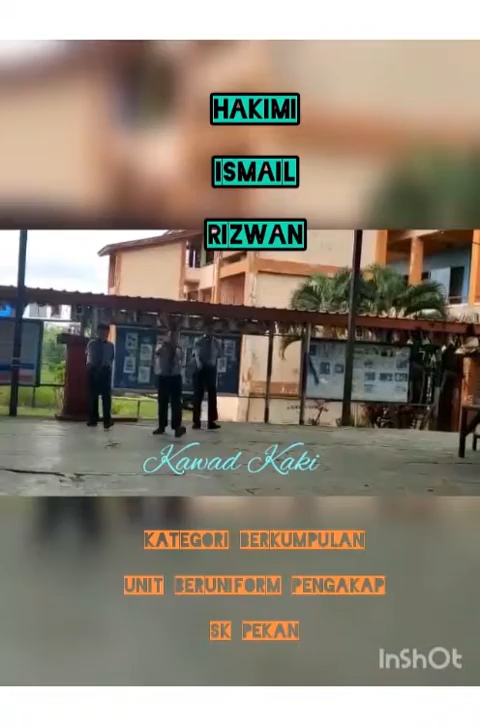 HAKIMI
ISMAIL
RIZWAN
Kawad Kaki
KATEGORI BERKUMPULAN
UNIT BERUNIFORM PENGAKAP
SK PEKAN
InShOt